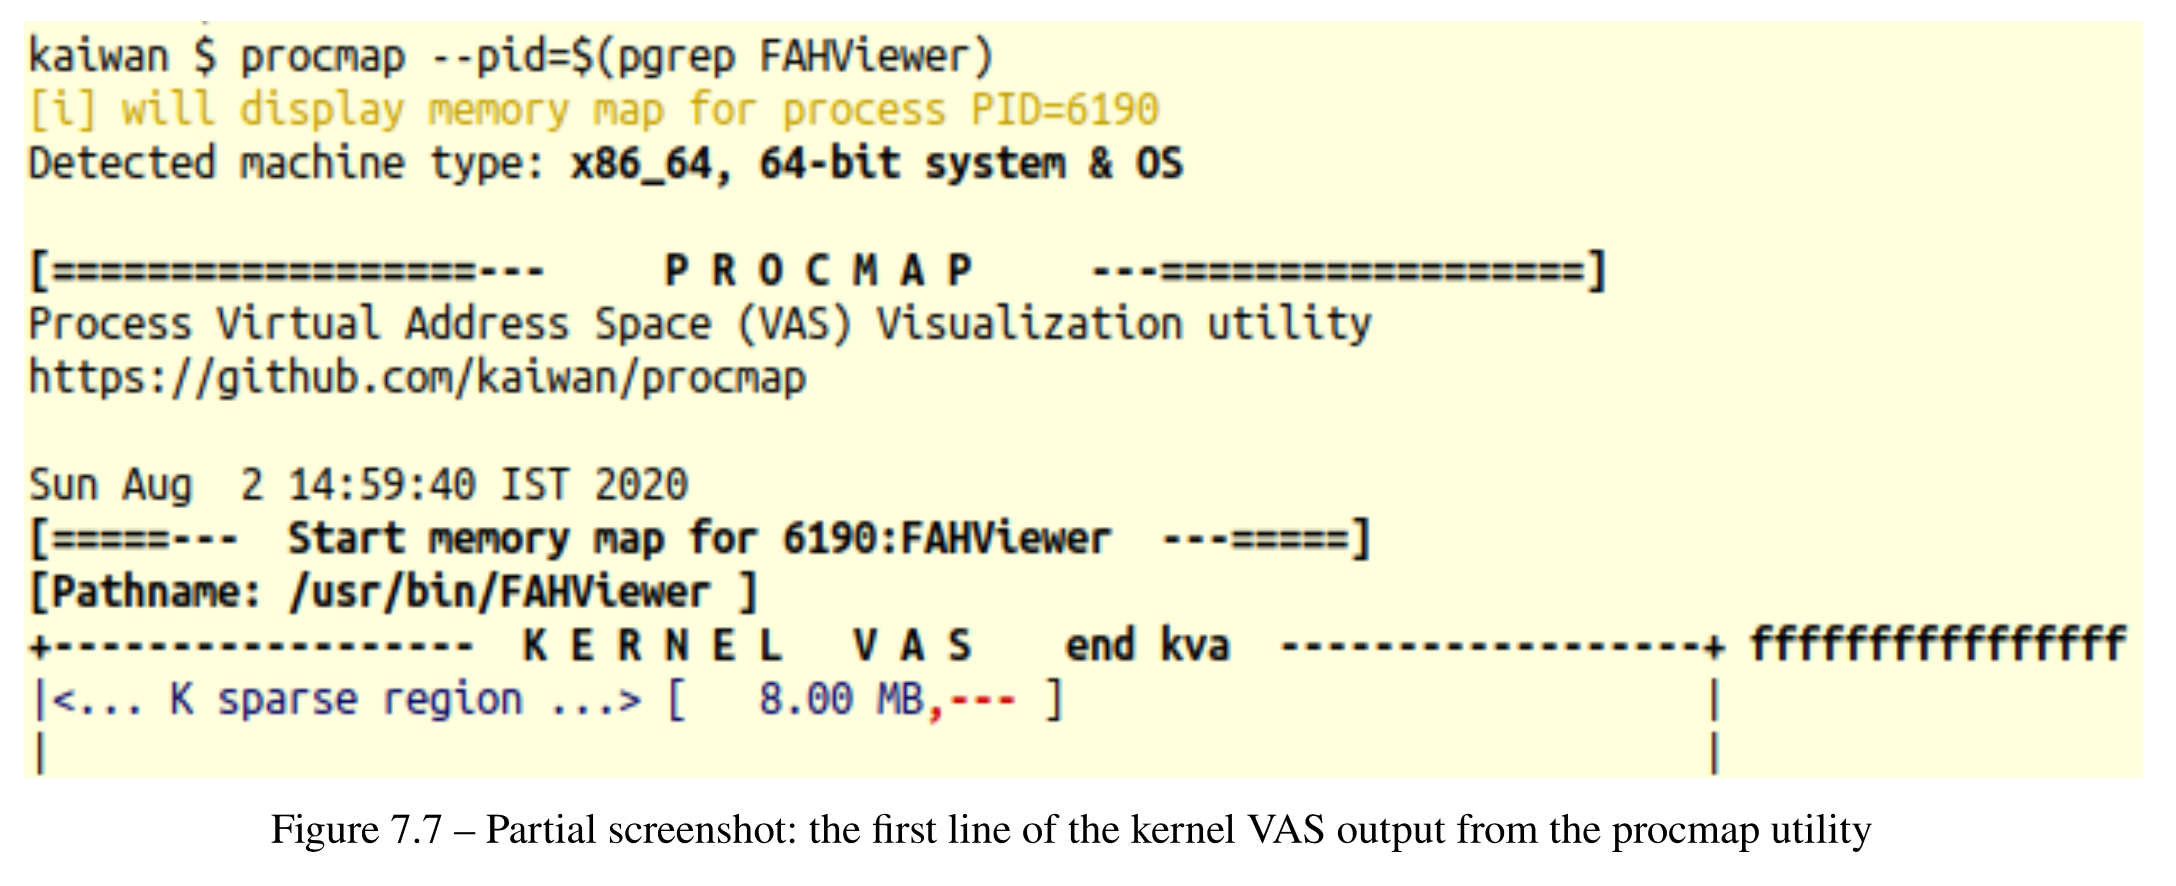 kaiwan $ procmap --pid=$(pgrep FAHViewer)
[i] will display memory map for process PID=6190
Detected machine type: x86_64, 64-bit system & OS
[==================---     P R O C M A P     ---==================]
Process Virtual Address Space (VAS) Visualization utility
https://github.com/kaiwan/procmap
Sun Aug  2 14:59:40 IST 2020
[=====---  Start memory map for 6190:FAHViewer  ---=====]
[Pathname: /usr/bin/FAHViewer ]
+------------------  K E R N E L   V A S    end kva  ------------------+ ffffffffffffffff
|<... K sparse region ...> [   8.00 MB,--- ]                           |
|                                                                      |
Figure 7.7 – Partial screenshot: the first line of the kernel VAS output from the procmap utility